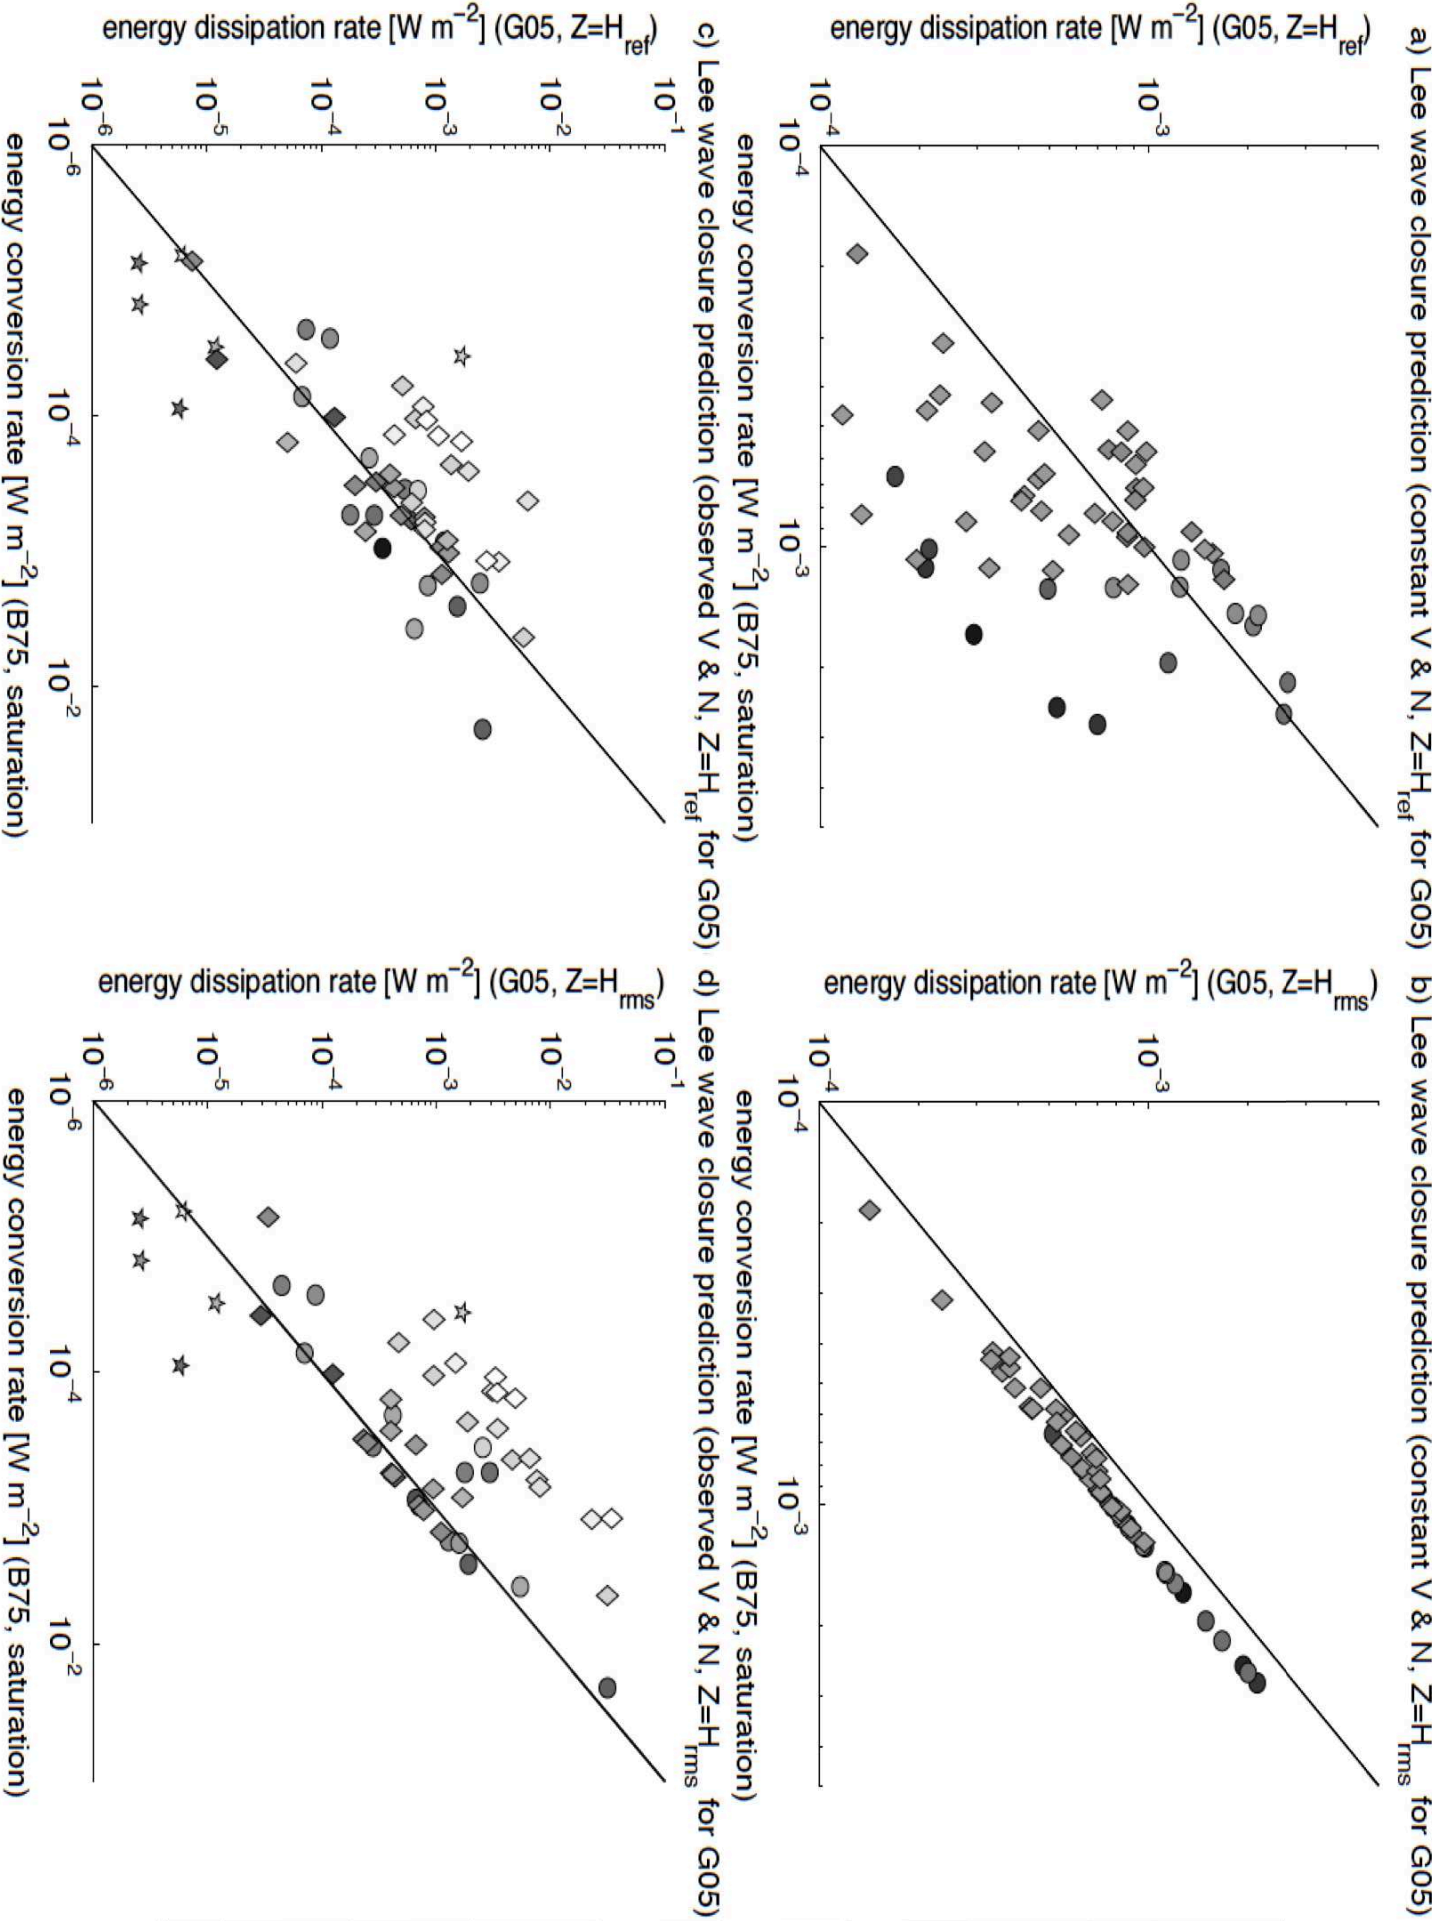 a) Lee wave closure prediction (constant V & N, Z=H_ref for G05)
energy dissipation rate [W m^−2] (G05, Z=H_ref)
10^−3
10^−4
10^−4
10^−3
energy conversion rate [W m^−2] (B75, saturation)
b) Lee wave closure prediction (constant V & N, Z=H_rms for G05)
energy dissipation rate [W m^−2] (G05, Z=H_rms)
10^−3
10^−4
10^−4
10^−3
energy conversion rate [W m^−2] (B75, saturation)
c) Lee wave closure prediction (observed V & N, Z=H_ref for G05)
energy dissipation rate [W m^−2] (G05, Z=H_ref)
10^−1
10^−2
10^−3
10^−4
10^−5
10^−6
10^−6
10^−4
10^−2
energy conversion rate [W m^−2] (B75, saturation)
d) Lee wave closure prediction (observed V & N, Z=H_rms for G05)
energy dissipation rate [W m^−2] (G05, Z=H_rms)
10^−1
10^−2
10^−3
10^−4
10^−5
10^−6
10^−6
10^−4
10^−2
energy conversion rate [W m^−2] (B75, saturation)